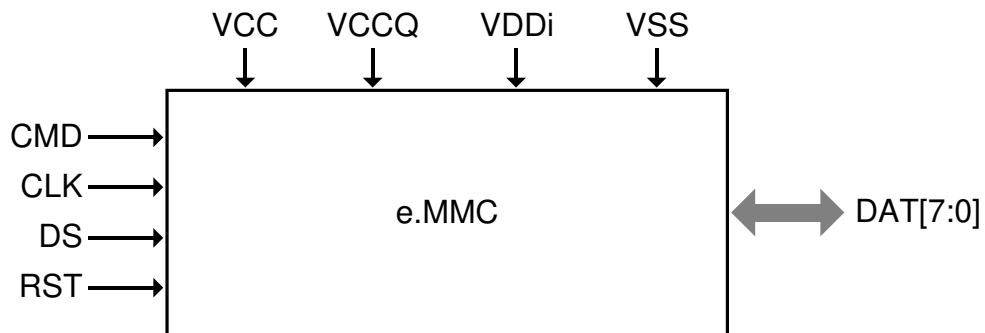 VCC VCCQ VDDi VSS
CMD
CLK
e.MMC
DAT[7:0]
DS
RST